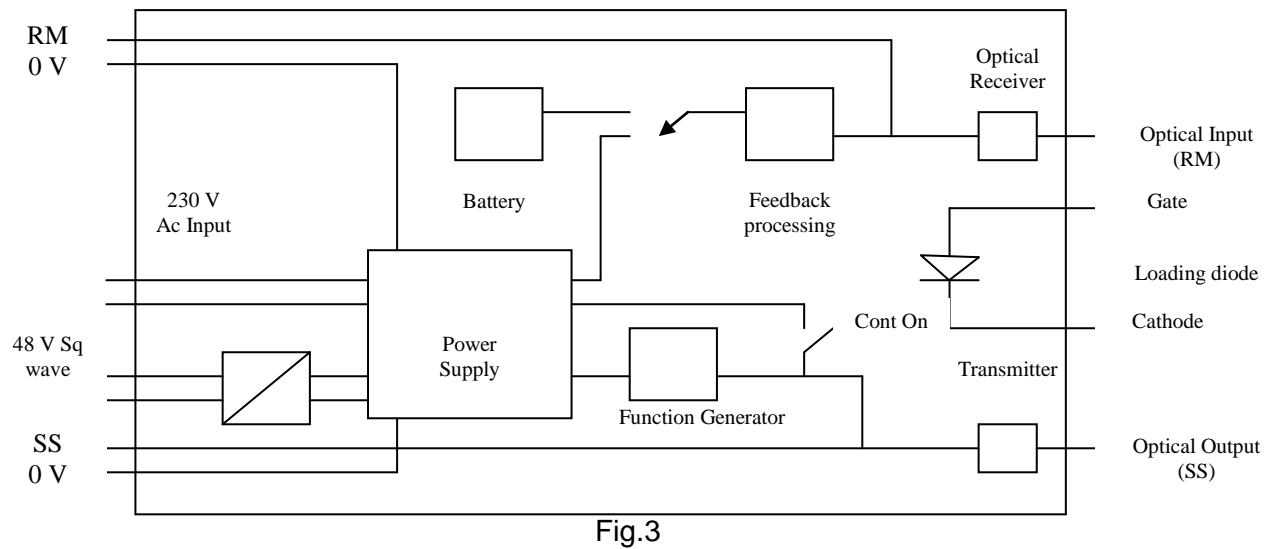 RM
0 V
Optical
Receiver
Optical Input
(RM)
230 V
Ac Input
Battery
Feedback
processing
Gate
Loading diode
Cont On
Cathode
48 V Sq
wave
Power
Supply
Transmitter
Function Generator
SS
0 V
Optical Output
(SS)
Fig.3